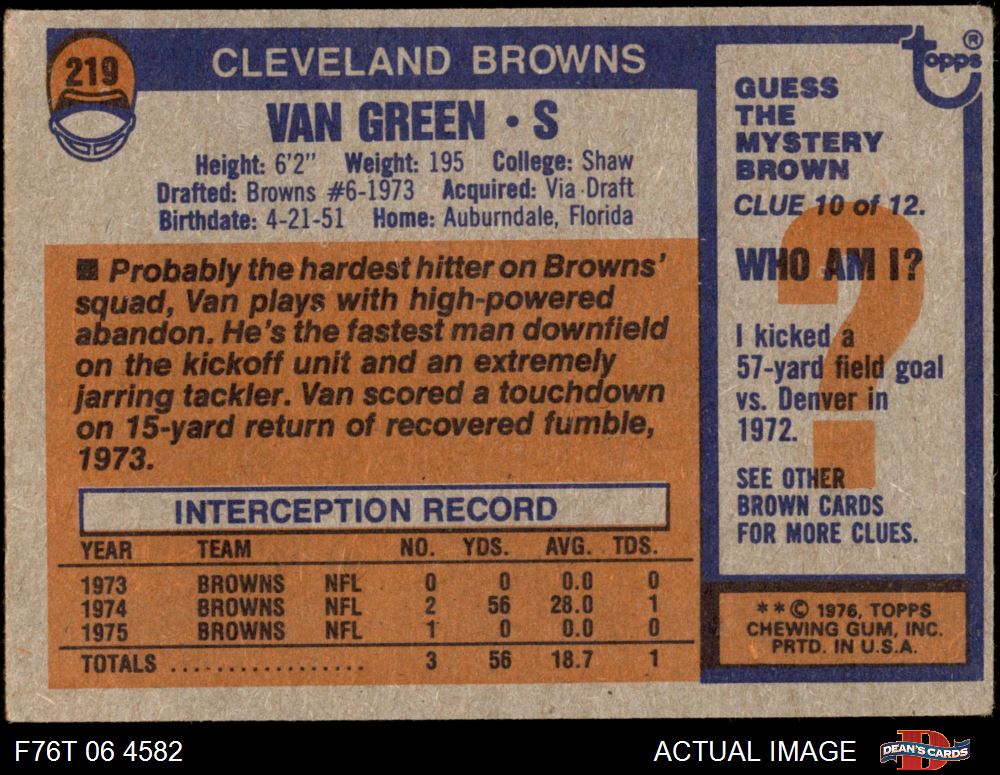 219
CLEVELAND BROWNS
VAN GREEN • S
Height: 6'2" Weight: 195 College: Shaw
Drafted: Browns #6-1973 Acquired: Via Draft
Birthdate: 4-21-51 Home: Auburndale, Florida
■ Probably the hardest hitter on Browns'
squad, Van plays with high-powered
abandon. He's the fastest man downfield
on the kickoff unit and an extremely
jarring tackler. Van scored a touchdown
on 15-yard return of recovered fumble,
1973.
INTERCEPTION RECORD
YEAR TEAM NO. YDS. AVG. TDS.
1973 BROWNS NFL 0 0 0.0 0
1974 BROWNS NFL 2 56 28.0 1
1975 BROWNS NFL 1 0 0.0 0
TOTALS .................. 3 56 18.7 1
topps®
GUESS
THE
MYSTERY
BROWN
CLUE 10 of 12.
WHO AM I?
?
I kicked a
57-yard field goal
vs. Denver in
1972.
SEE OTHER
BROWN CARDS
FOR MORE CLUES.
**© 1976, TOPPS
CHEWING GUM, INC.
PRTD. IN U.S.A.
F76T 06 4582
ACTUAL IMAGE
D
DEAN'S CARDS